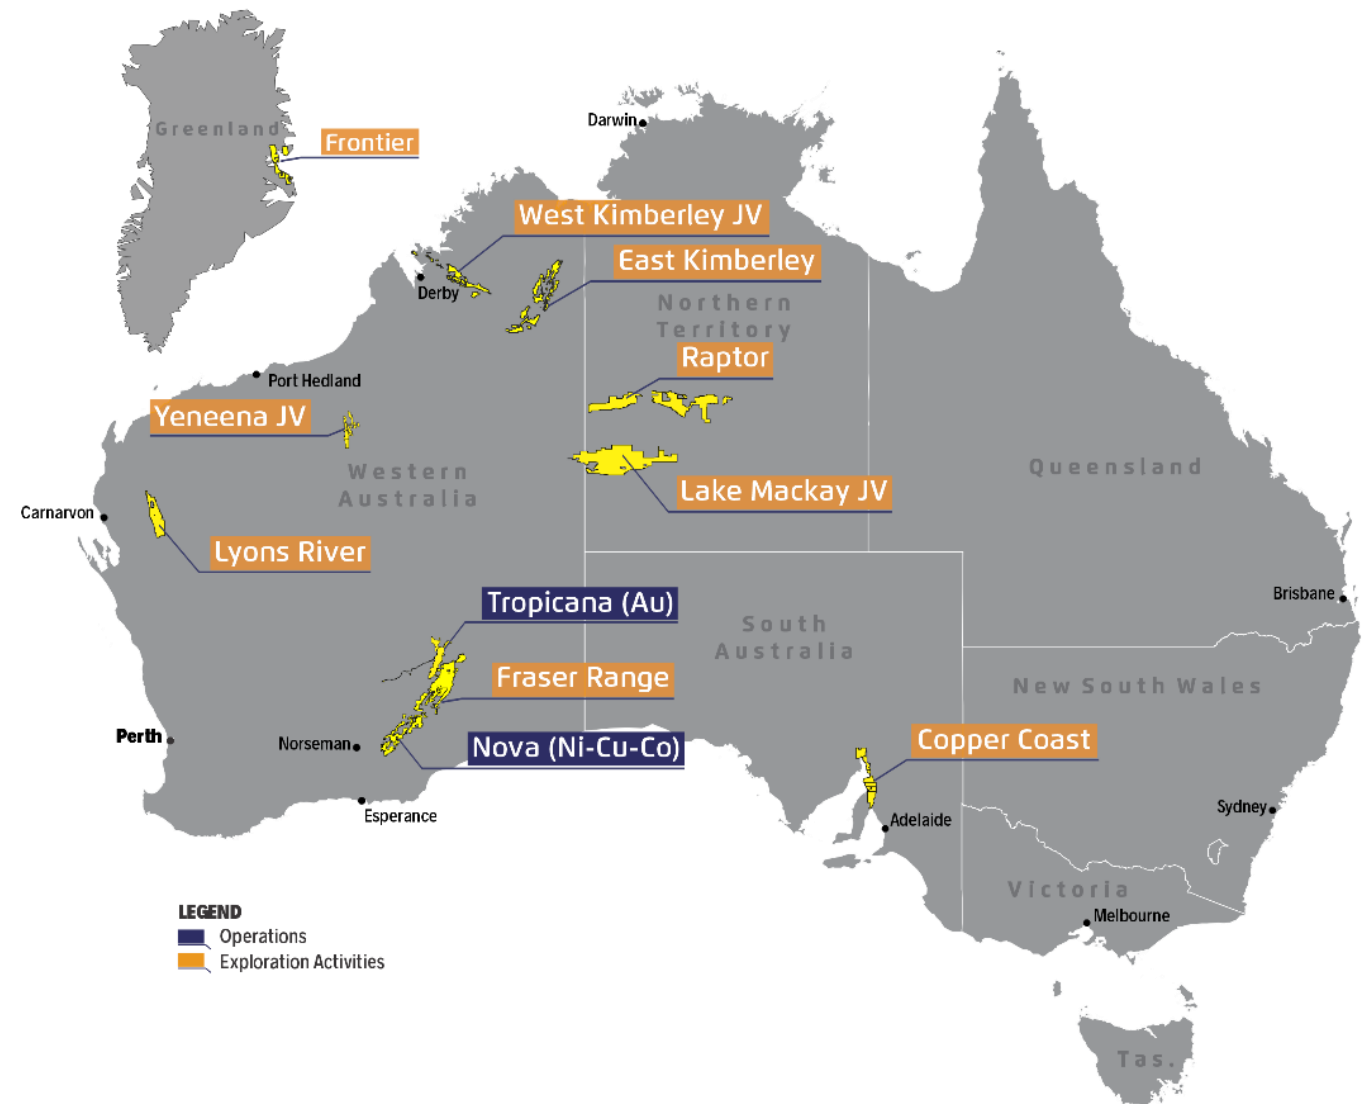 Greenland
Frontier
Darwin
West Kimberley JV
East Kimberley
Derby
Northern
Territory
Raptor
Port Hedland
Yeneena JV
Western
Australia
Queensland
Lake Mackay JV
Carnarvon
Lyons River
Tropicana (Au)
Brisbane
South
Australia
Fraser Range
New South Wales
Perth
Norseman
Nova (Ni-Cu-Co)
Copper Coast
Esperance
Adelaide
Sydney
Victoria
Melbourne
LEGEND
Operations
Exploration Activities
Tas.